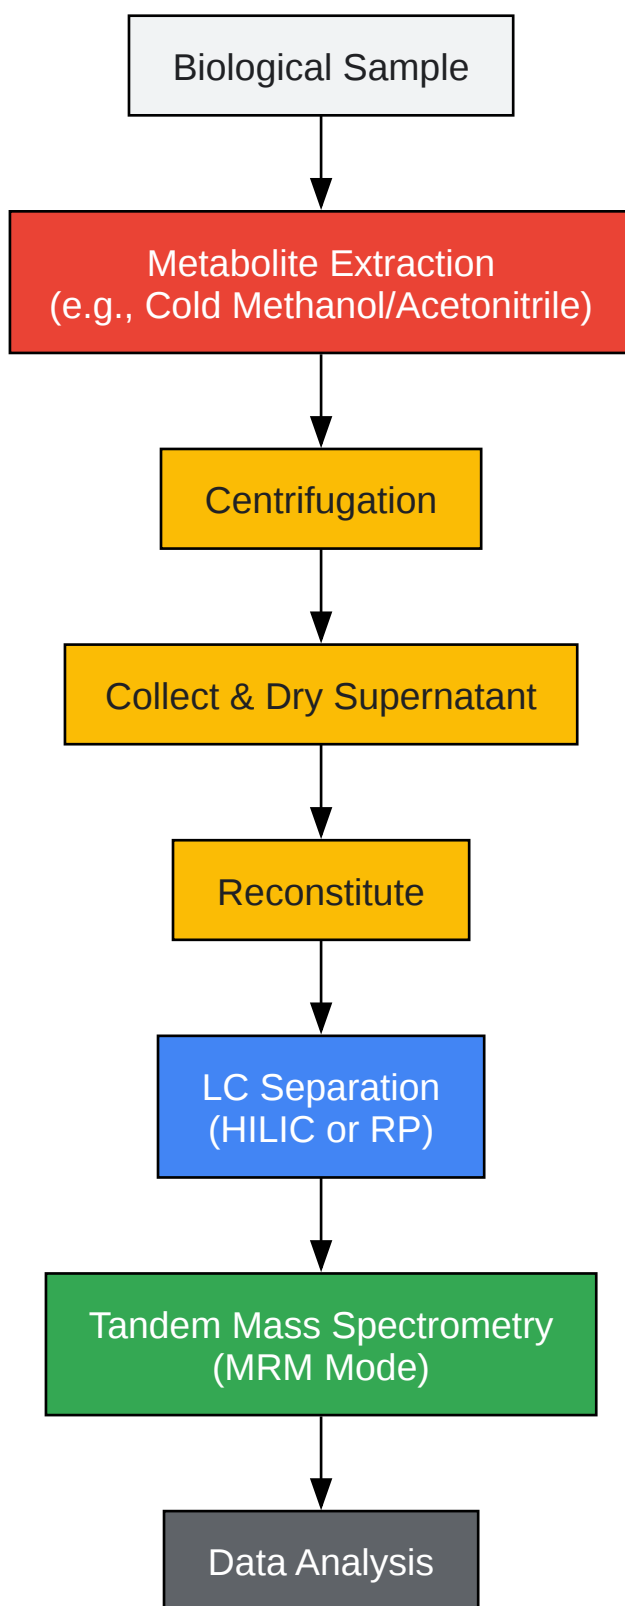 Biological Sample
Metabolite Extraction
(e.g., Cold Methanol/Acetonitrile)
Centrifugation
Collect & Dry Supernatant
Reconstitute
LC Separation
(HILIC or RP)
Tandem Mass Spectrometry
(MRM Mode)
Data Analysis